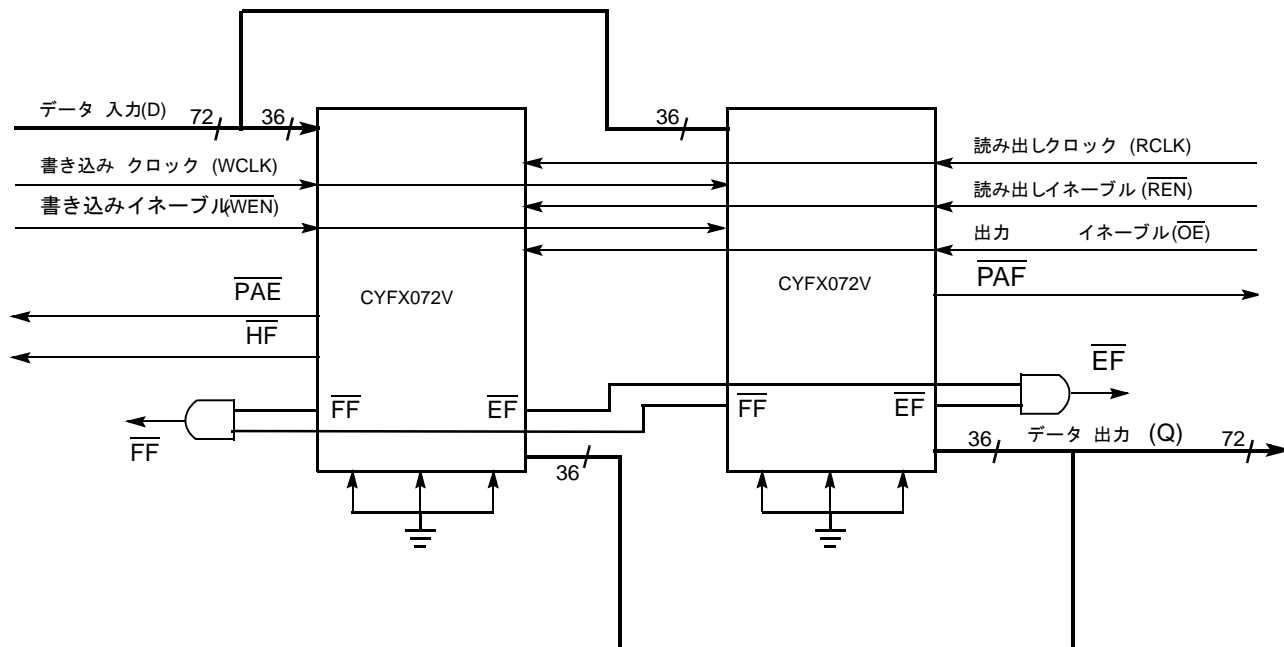 データ 入力(D)
72
36
36
書き込み クロック (WCLK)
書き込みイネーブル(WEN)
読み出しクロック (RCLK)
読み出しイネーブル (REN)
出力 イネーブル(OE)
PAE
HF
CYFX072V
CYFX072V
PAF
EF
FF
EF
FF
EF
FF
36
36
データ 出力 (Q)
72